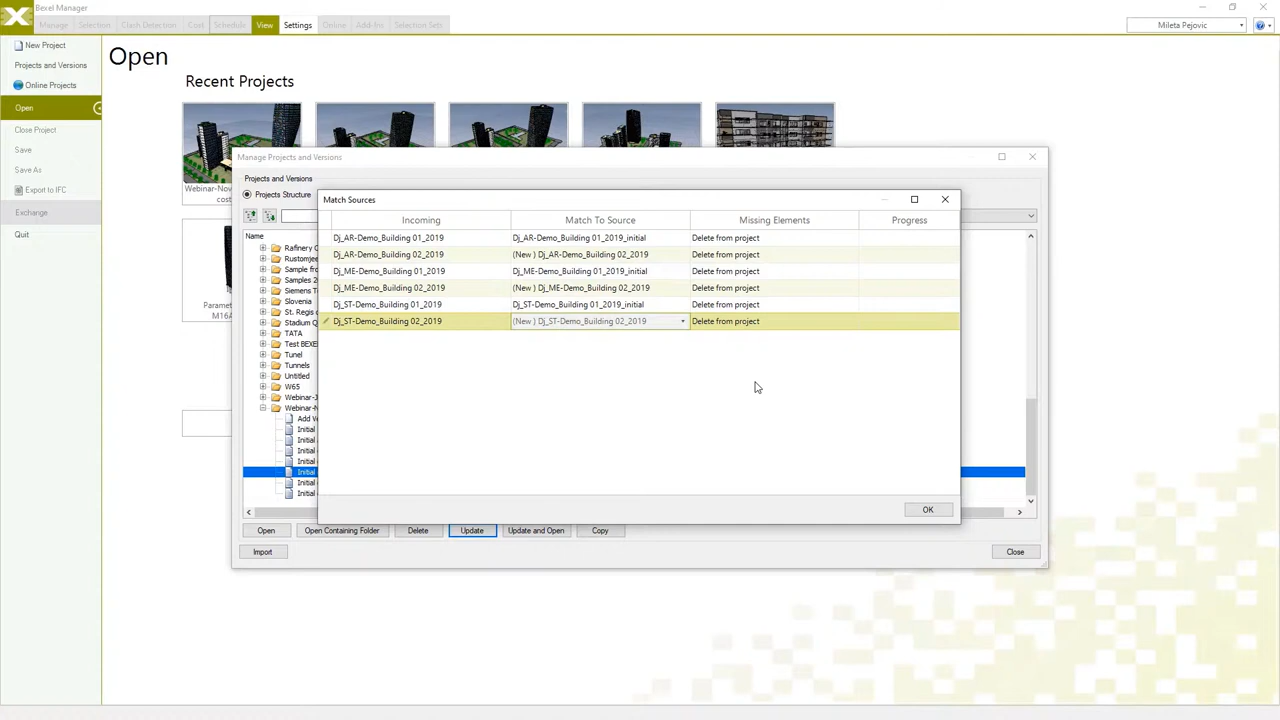 Bexel Manager
Manage Selection Clash Detection Cost Schedule View Settings Online Add-Ins Selection Sets
Mileta Pejovic
New Project
Projects and Versions
Online Projects
Open
Close Project
Save
Save As
Export to IFC
Exchange
Quit
Open
Recent Projects
Webinar-Nov
cost
Manage Projects and Versions
Projects and Versions
Projects Structure
Name
Rafinery
Rustomjee
Sample fro
Samples 20
Siemens T
Slovenia
St. Regis
Stadium Q
TATA
Test BEXEL
Tunel
Tunnels
Untitled
W65
Webinar-J
Webinar-N
Add V
Initial
Initial
Initial
Initial
Initial
Initial
Initial
Paramet
M16A
Match Sources
Incoming Match To Source Missing Elements Progress
Dj_AR-Demo_Building 01_2019 Dj_AR-Demo_Building 01_2019_initial Delete from project
Dj_AR-Demo_Building 02_2019 (New ) Dj_AR-Demo_Building 02_2019 Delete from project
Dj_ME-Demo_Building 01_2019 Dj_ME-Demo_Building 01_2019_initial Delete from project
Dj_ME-Demo_Building 02_2019 (New ) Dj_ME-Demo_Building 02_2019 Delete from project
Dj_ST-Demo_Building 01_2019 Dj_ST-Demo_Building 01_2019_initial Delete from project
Dj_ST-Demo_Building 02_2019 (New ) Dj_ST-Demo_Building 02_2019 Delete from project
OK
Open Open Containing Folder Delete Update Update and Open Copy
Import Close